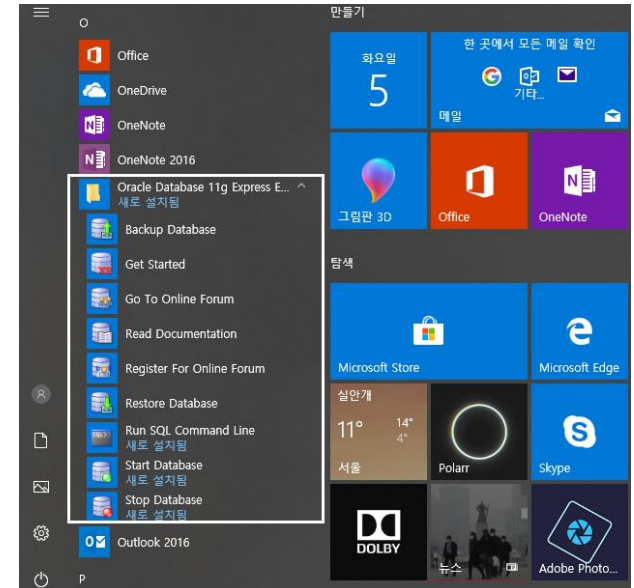 O
Office
OneDrive
OneNote
OneNote 2016
Oracle Database 11g Express E...
새로 설치됨
Backup Database
Get Started
Go To Online Forum
Read Documentation
Register For Online Forum
Restore Database
Run SQL Command Line
새로 설치됨
Start Database
새로 설치됨
Stop Database
새로 설치됨
Outlook 2016
P
만들기
화요일
5
한 곳에서 모든 메일 확인
기타...
메일
그림판 3D
Office
OneNote
탐색
Microsoft Store
Microsoft Edge
실안개
11°
14°
4°
서울
Polarr
Skype
DOLBY
뉴스
Adobe Photo...